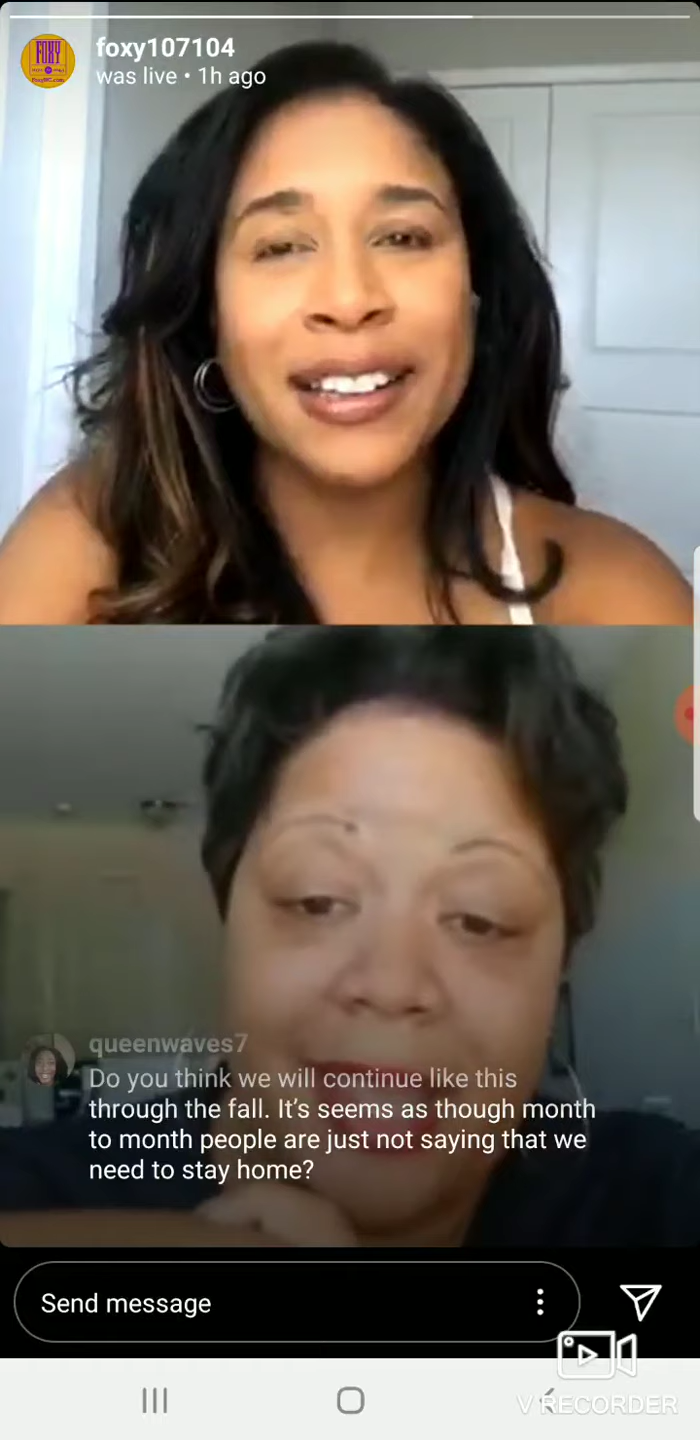 foxy107104
was live • 1h ago
FOXY
queenwaves7
Do you think we will continue like this
through the fall. It's seems as though month
to month people are just not saying that we
need to stay home?
Send message
V RECORDER